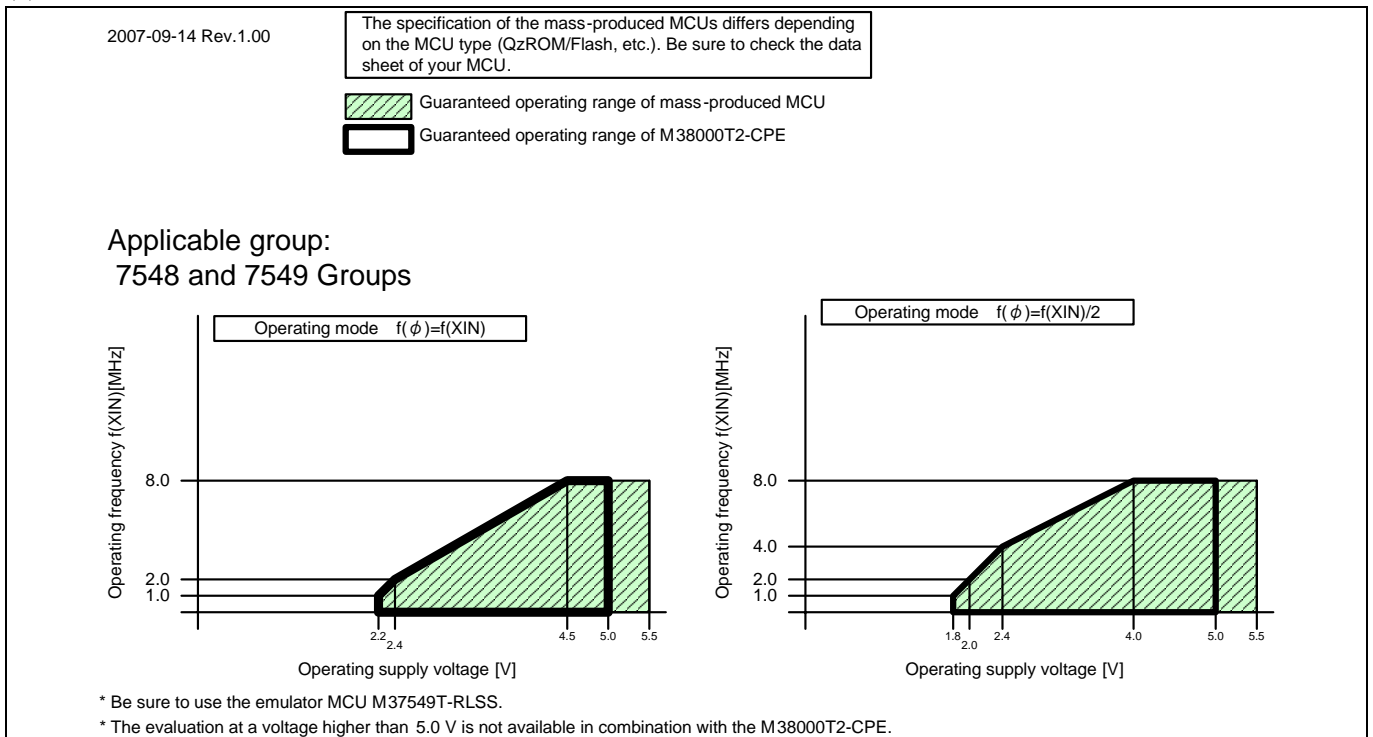 2007-09-14 Rev.1.00
The specification of the mass-produced MCUs differs depending
on the MCU type (QzROM/Flash, etc.). Be sure to check the data
sheet of your MCU.
Guaranteed operating range of mass-produced MCU
Guaranteed operating range of M38000T2-CPE
Applicable group:
7548 and 7549 Groups
Operating mode f(ϕ)=f(XIN)
Operating frequency f(XIN)[MHz]
8.0
2.0
1.0
2.2
2.4
4.5
5.0
5.5
Operating supply voltage [V]
Operating mode f(ϕ)=f(XIN)/2
Operating frequency f(XIN)[MHz]
8.0
4.0
2.0
1.0
1.8
2.0
2.4
4.0
5.0
5.5
Operating supply voltage [V]
* Be sure to use the emulator MCU M37549T-RLSS.
* The evaluation at a voltage higher than 5.0 V is not available in combination with the M38000T2-CPE.